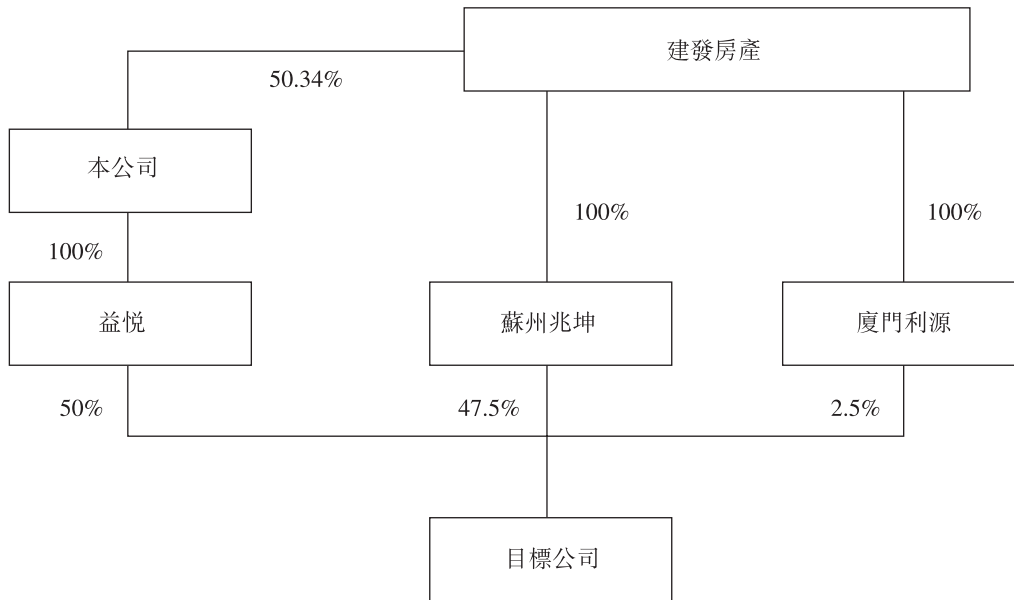 建發房產
50.34%
本公司
100%
100%
100%
益悅
蘇州兆坤
廈門利源
50%
47.5%
2.5%
目標公司